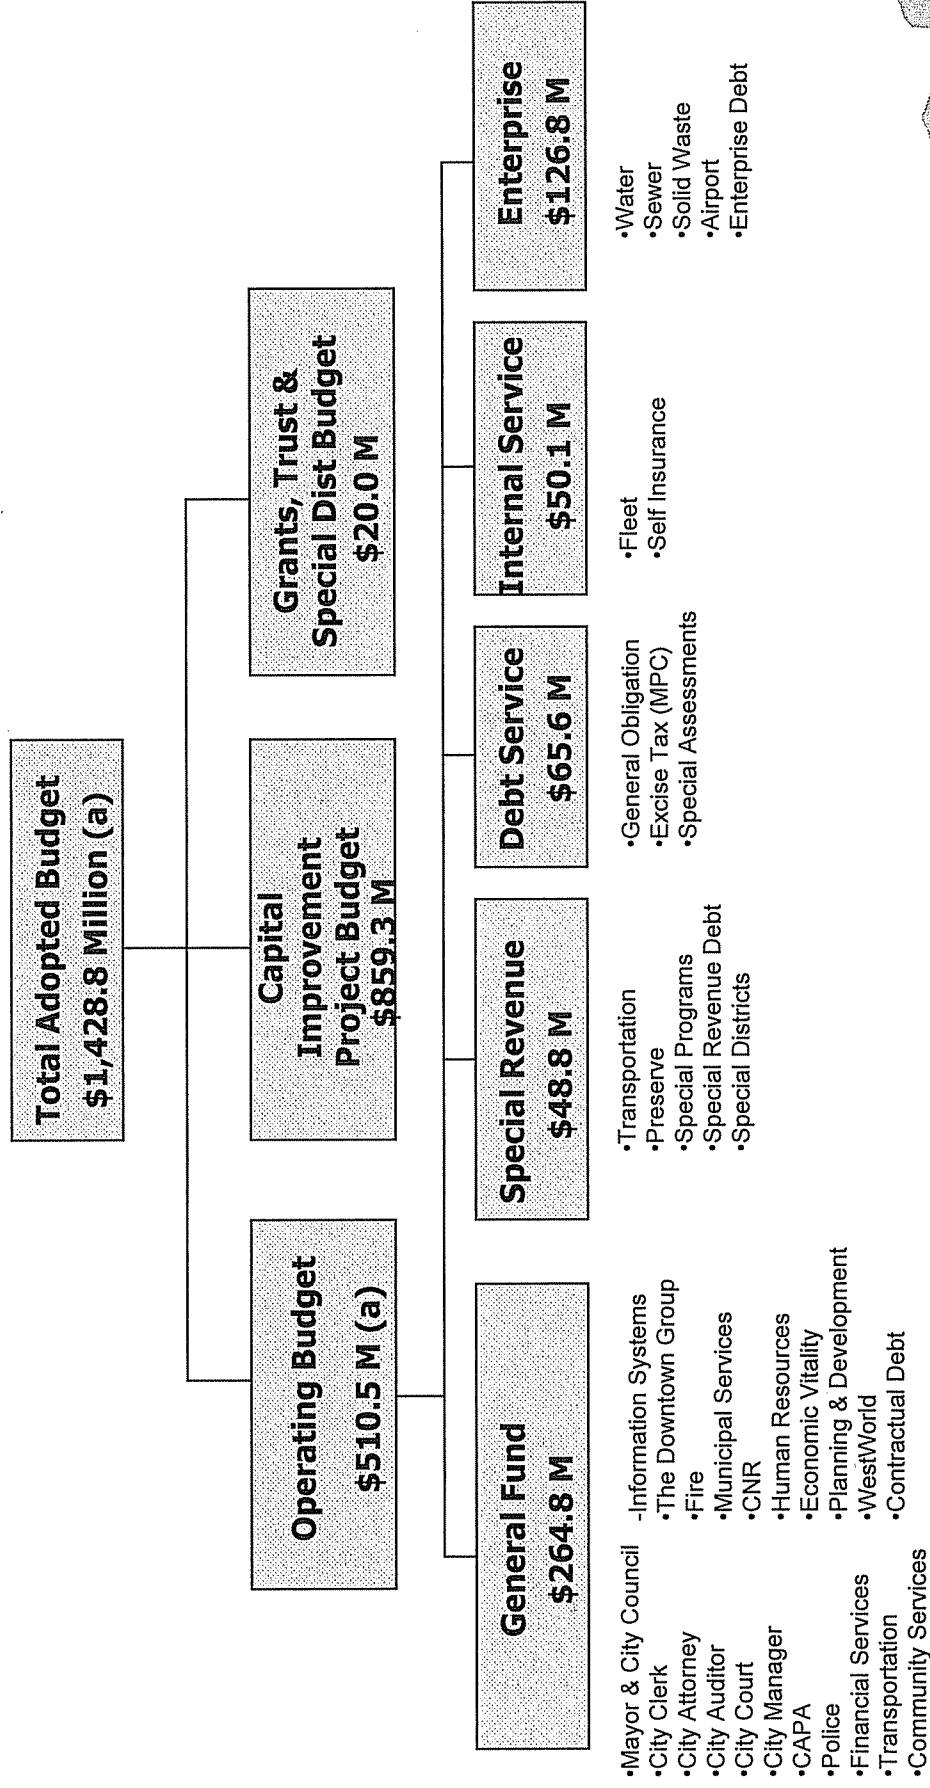 Total Adopted Budget
$1,428.8 Million (a)
Operating Budget
$510.5 M (a)
Capital
Improvement
Project Budget
$859.3 M
Grants, Trust &
Special Dist Budget
$20.0 M
General Fund
$264.8 M
Special Revenue
$48.8 M
Debt Service
$65.6 M
Internal Service
$50.1 M
Enterprise
$126.8 M
•Mayor & City Council
•City Clerk
•City Attorney
•City Auditor
•City Court
•City Manager
•CAPA
•Police
•Financial Services
•Transportation
•Community Services
-Information Systems
•The Downtown Group
•Fire
•Municipal Services
•CNR
•Human Resources
•Economic Vitality
•Planning & Development
•WestWorld
•Contractual Debt
•Transportation
•Preserve
•Special Programs
•Special Revenue Debt
•Special Districts
•General Obligation
•Excise Tax (MPC)
•Special Assessments
•Fleet
•Self Insurance
•Water
•Sewer
•Solid Waste
•Airport
•Enterprise Debt